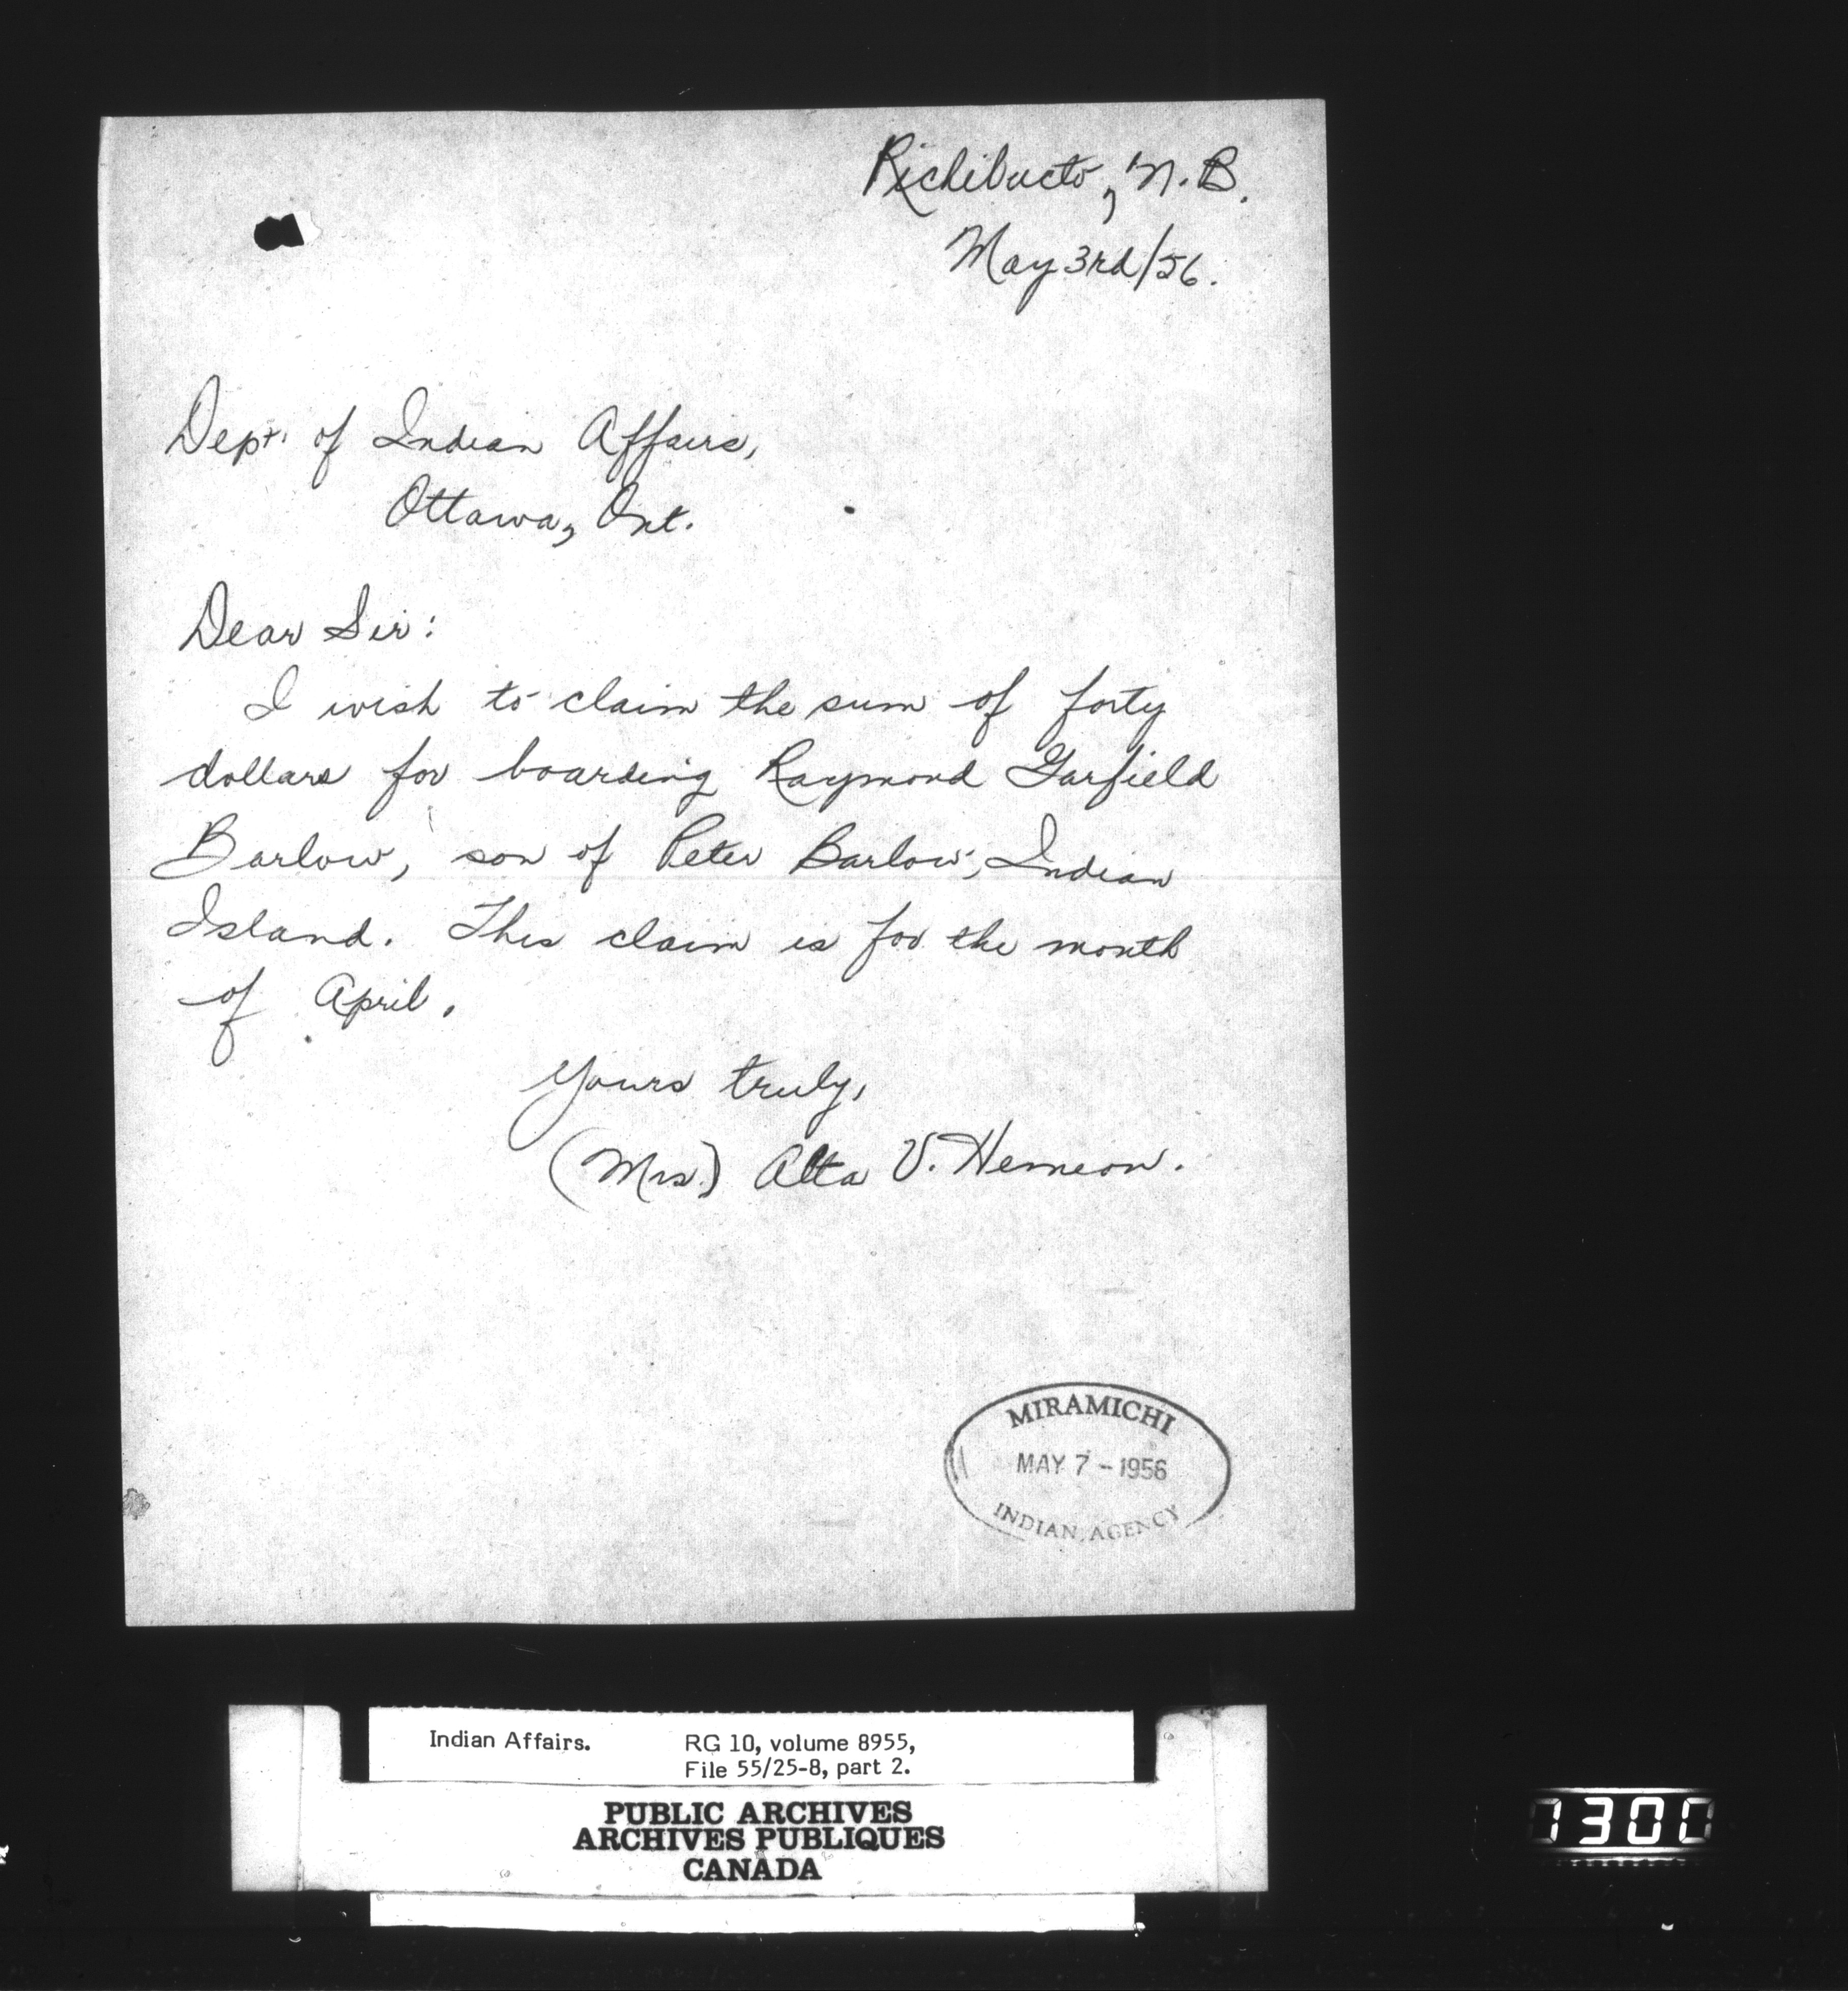 Richibucto, N.B.
May 3rd/56.
Dept. of Indian Affairs,
Ottawa, Ont.
Dear Sir:
I wish to claim the sum of forty
dollars for boarding Raymond Garfield
Barlow, son of Peter Barlow, Indian
Island. This claim is for the month
of April.
Yours truly,
(Mrs.) Alta V.
MIRAMICHI
MAY 7 - 1956
INDIAN AGENCY
Indian Affairs. RG 10, volume 8955,
File 55/25-8, part 2.
PUBLIC ARCHIVES
ARCHIVES PUBLIQUES
CANADA
1300